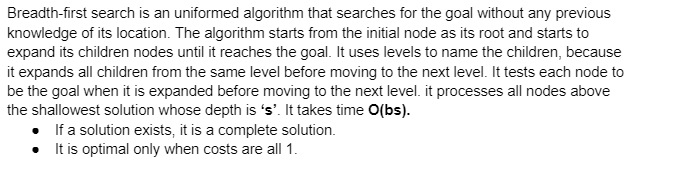 Breadth-first search is an uniformed algorithm that searches for the goal without any previous
knowledge of its location. The algorithm starts from the initial node as its root and starts to
expand its children nodes until it reaches the goal. It uses levels to name the children, because
it expands all children from the same level before moving to the next level. It tests each node to
be the goal when it is expanded before moving to the next level. it processes all nodes above
the shallowest solution whose depth is ‘s’. It takes time O(bs).
● If a solution exists, it is a complete solution.
● It is optimal only when costs are all 1.